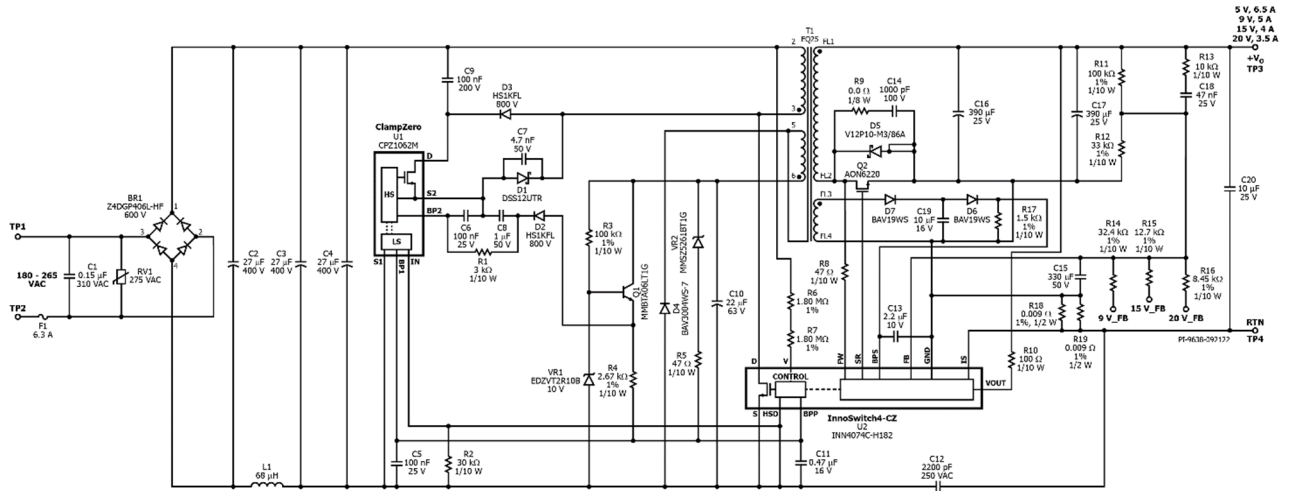 5 V, 6.5 A
9 V, 5 A
15 V, 4 A
20 V, 3.5 A
+VO
TP3
T1
EQ25
2
FL1
3
5
6
FL2
FL3
FL4
C9
100 nF
200 V
D3
HS1KFL
800 V
R9
0.0 Ω
1/8 W
C14
1000 pF
100 V
D5
V12P10-M3/86A
Q2
AON6220
C16
390 µF
25 V
C17
390 µF
25 V
R11
100 kΩ
1%
1/10 W
R13
10 kΩ
1/10 W
C18
47 nF
25 V
R12
33 kΩ
1%
1/10 W
C20
10 µF
25 V
ClampZero
U1
CPZ1062M
D
HS
S2
BP2
LS
S1
BP1
IN
C7
4.7 nF
50 V
D1
DSS12UTR
C6
100 nF
25 V
C8
1 µF
50 V
D2
HS1KFL
800 V
R1
3 kΩ
1/10 W
BR1
Z4DGP406L-HF
600 V
1
2
3
4
TP1
180 - 265
VAC
TP2
C1
0.15 µF
310 VAC
RV1
275 VAC
F1
6.3 A
C2
27 µF
400 V
C3
27 µF
400 V
C4
27 µF
400 V
L1
68 µH
R3
100 kΩ
1%
1/10 W
Q1
MMBTA06LT1G
VR2
MMSZ5261BT1G
D4
BAV3004WS-7
C10
22 µF
63 V
R5
47 Ω
1/10 W
VR1
EDZVT2R10B
10 V
R4
2.67 kΩ
1%
1/10 W
R6
1.80 MΩ
1%
R7
1.80 MΩ
1%
R8
47 Ω
1/10 W
D7
BAV19WS
C19
10 µF
16 V
D6
BAV19WS
R17
1.5 kΩ
1%
1/10 W
R14
32.4 kΩ
1%
1/10 W
R15
12.7 kΩ
1%
1/10 W
R16
8.45 kΩ
1%
1/10 W
9 V_FB
15 V_FB
20 V_FB
C15
330 µF
50 V
R18
0.009 Ω
1%, 1/2 W
R19
0.009 Ω
1%
1/2 W
C13
2.2 µF
10 V
R10
100 Ω
1/10 W
RTN
TP4
PI-9638-092122
D
V
FW
SR
BPS
FB
GND
IS
VOUT
CONTROL
S
HSD
BPP
InnoSwitch4-CZ
U2
INN4074C-H182
C5
100 nF
25 V
R2
30 kΩ
1/10 W
C11
0.47 µF
16 V
C12
2200 pF
250 VAC